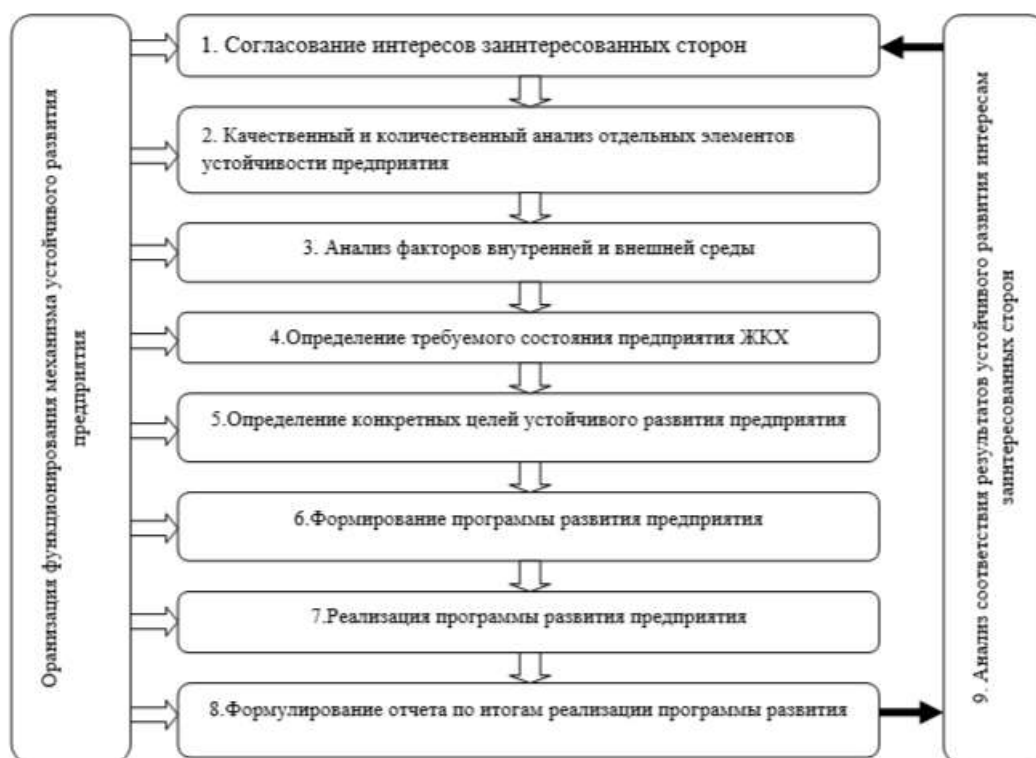 Оранизация функционирования механизма устойчивого развития
предприятия
1. Согласование интересов заинтересованных сторон
2. Качественный и количественный анализ отдельных элементов
устойчивости предприятия
3. Анализ факторов внутренней и внешней среды
4.Определение требуемого состояния предприятия ЖКХ
5.Определение конкретных целей устойчивого развития предприятия
6.Формирование программы развития предприятия
7.Реализация программы развития предприятия
8.Формулирование отчета по итогам реализации программы развития
9. Анализ соответствия результатов устойчивого развития интересам
заинтересованных сторон